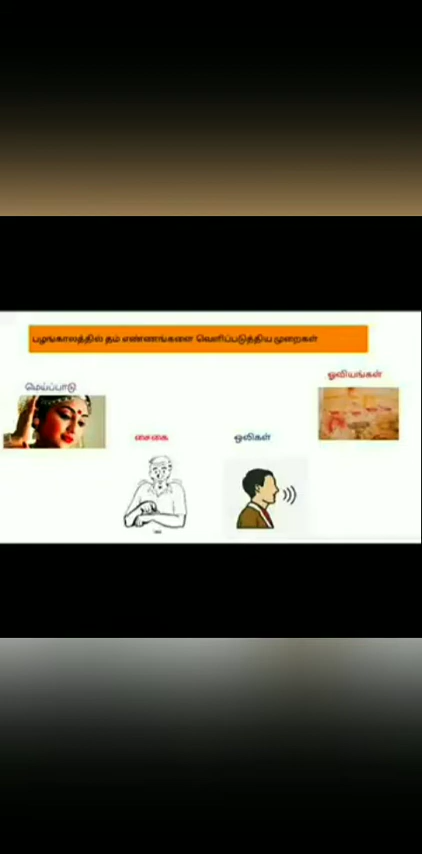 பழங்காலத்தில் தம் எண்ணங்களை வெளிப்படுத்திய முறைகள்
மெய்ப்பாடு
சைகை
ஒலிகள்
ஓவியங்கள்